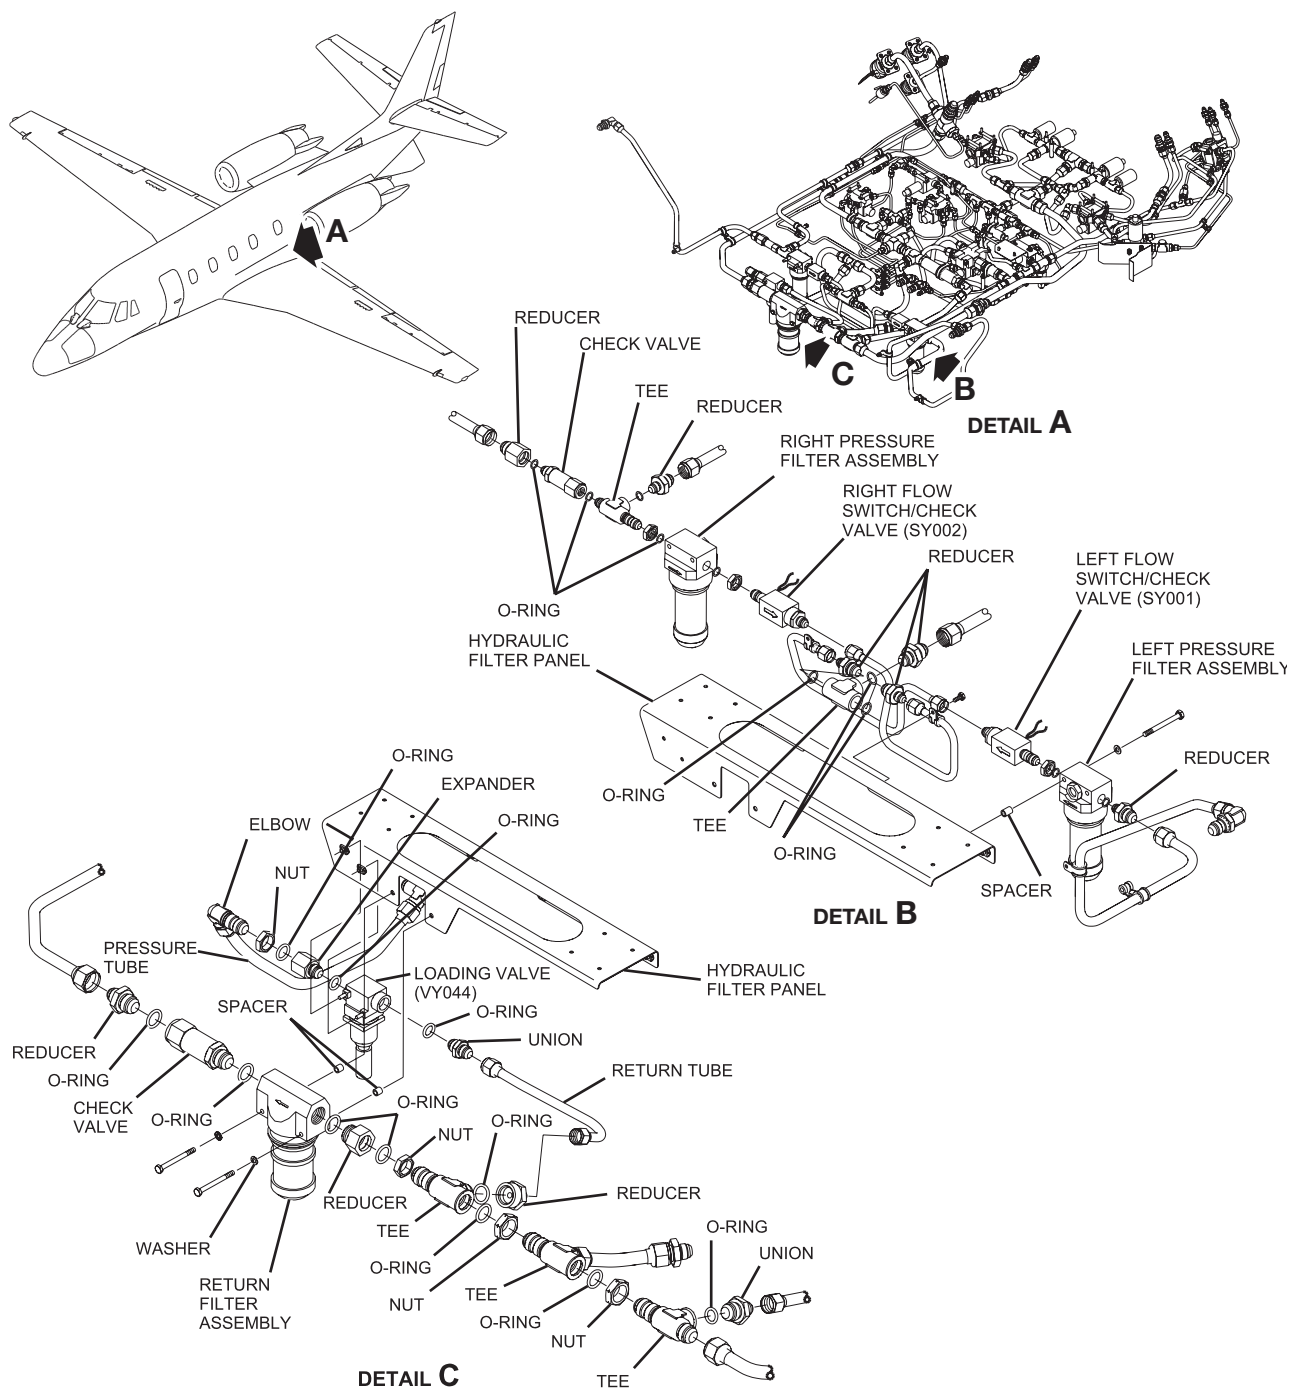 A
C
B
DETAIL A
REDUCER
CHECK VALVE
TEE
REDUCER
RIGHT PRESSURE
FILTER ASSEMBLY
RIGHT FLOW
SWITCH/CHECK
VALVE (SY002)
REDUCER
LEFT FLOW
SWITCH/CHECK
VALVE (SY001)
LEFT PRESSURE
FILTER ASSEMBLY
O-RING
HYDRAULIC
FILTER PANEL
REDUCER
O-RING
TEE
O-RING
SPACER
DETAIL B
O-RING
EXPANDER
O-RING
ELBOW
NUT
PRESSURE
TUBE
LOADING VALVE
(VY044)
HYDRAULIC
FILTER PANEL
SPACER
O-RING
UNION
RETURN TUBE
REDUCER
O-RING
CHECK
VALVE
O-RING
O-RING
NUT
O-RING
REDUCER
REDUCER
TEE
WASHER
O-RING
NUT
TEE
O-RING
UNION
RETURN
FILTER
ASSEMBLY
O-RING
NUT
TEE
DETAIL C